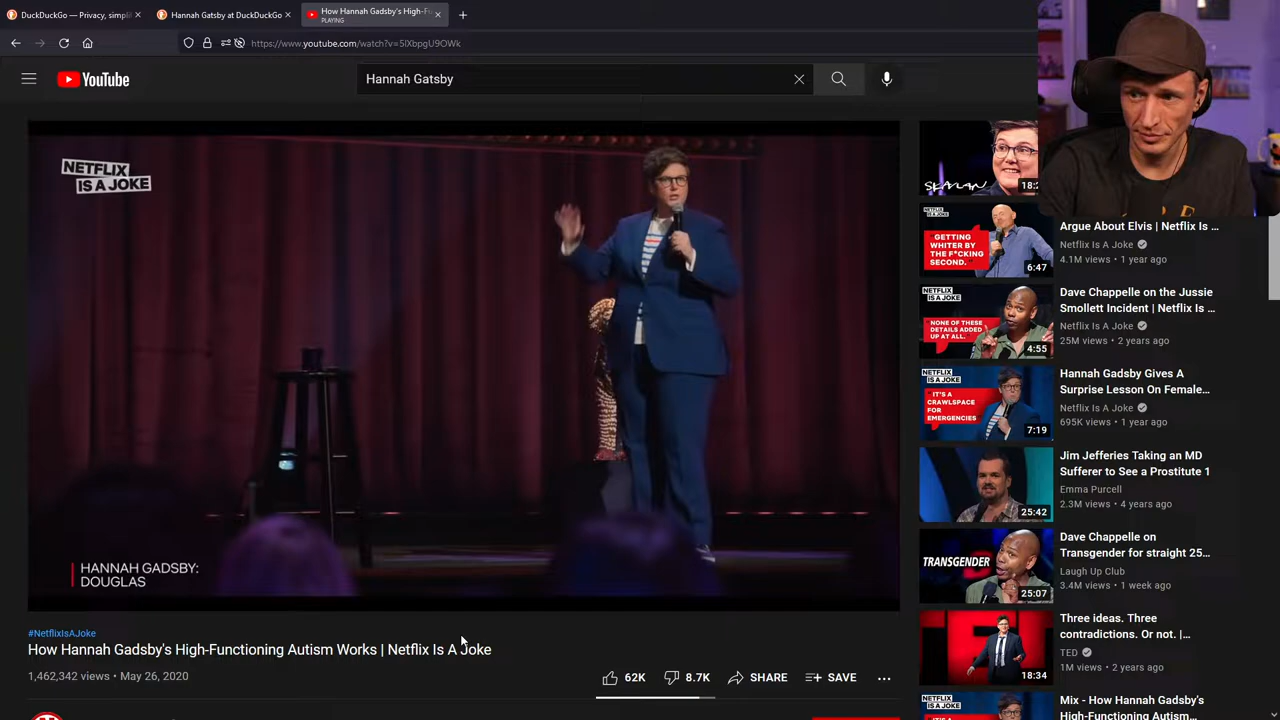 DuckDuckGo — Privacy, simplif
Hannah Gatsby at DuckDuckGo
How Hannah Gadsby's High-Fu
PLAYING
https://www.youtube.com/watch?v=5IXbpgU9OWk
YouTube
Hannah Gatsby
NETFLIX
IS A JOKE
HANNAH GADSBY:
DOUGLAS
#NetflixIsAJoke
How Hannah Gadsby's High-Functioning Autism Works | Netflix Is A Joke
1,462,342 views • May 26, 2020
62K
8.7K
SHARE
SAVE
SKAVLAN
18:2
Argue About Elvis | Netflix Is ...
Netflix Is A Joke
4.1M views • 1 year ago
NETFLIX
IS A JOKE
"GETTING
WHITER BY
THE F*CKING
SECOND."
6:47
Dave Chappelle on the Jussie
Smollett Incident | Netflix Is ...
Netflix Is A Joke
25M views • 2 years ago
NETFLIX
IS A JOKE
"NONE OF THESE
DETAILS ADDED
UP AT ALL."
4:55
Hannah Gadsby Gives A
Surprise Lesson On Female...
Netflix Is A Joke
695K views • 1 year ago
NETFLIX
IS A JOKE
"IT'S A
CRAWLSPACE
FOR
EMERGENCIES
7:19
Jim Jefferies Taking an MD
Sufferer to See a Prostitute 1
Emma Purcell
2.3M views • 4 years ago
25:42
Dave Chappelle on
Transgender for straight 25...
Laugh Up Club
3.4M views • 1 week ago
TRANSGENDER
25:07
Three ideas. Three
contradictions. Or not. |...
TED
1M views • 2 years ago
18:34
Mix - How Hannah Gadsby's
High-Functioning Autism...
NETFLIX
IS A JOKE